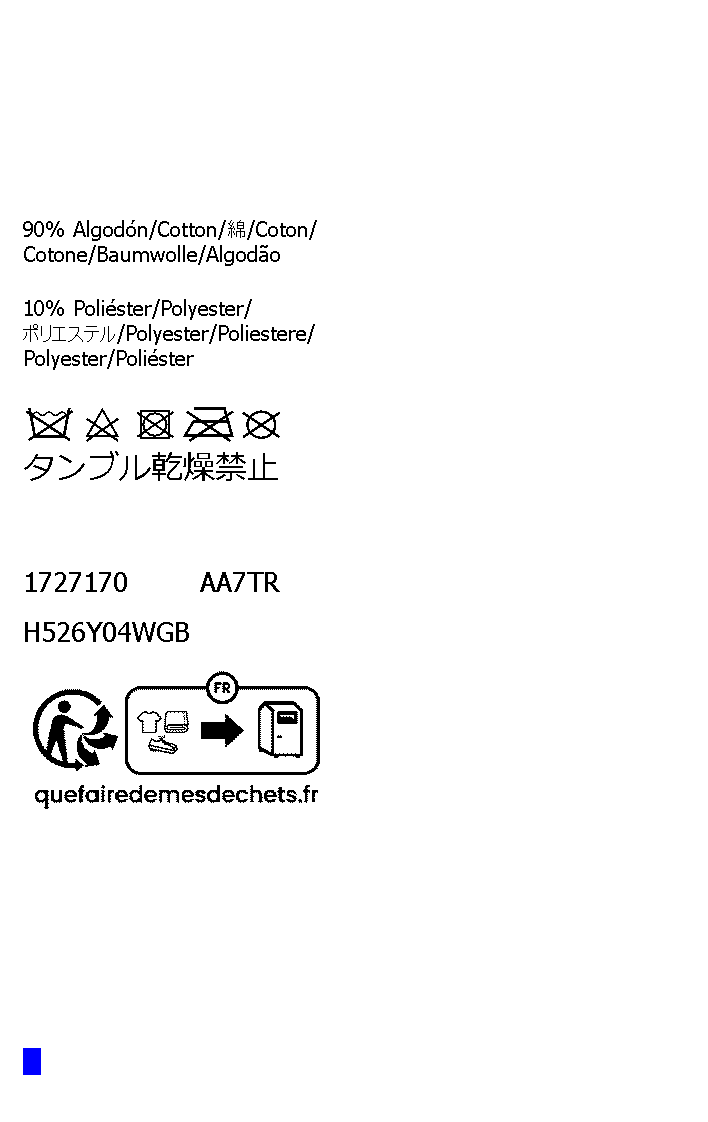 90% Algodón/Cotton/綿/Coton/
Cotone/Baumwolle/Algodão
10% Poliéster/Polyester/
ポリエステル/Polyester/Poliestere/
Polyester/Poliéster
タンブル乾燥禁止
1727170 AA7TR
H526Y04WGB
FR
quefairedemesdechets.fr